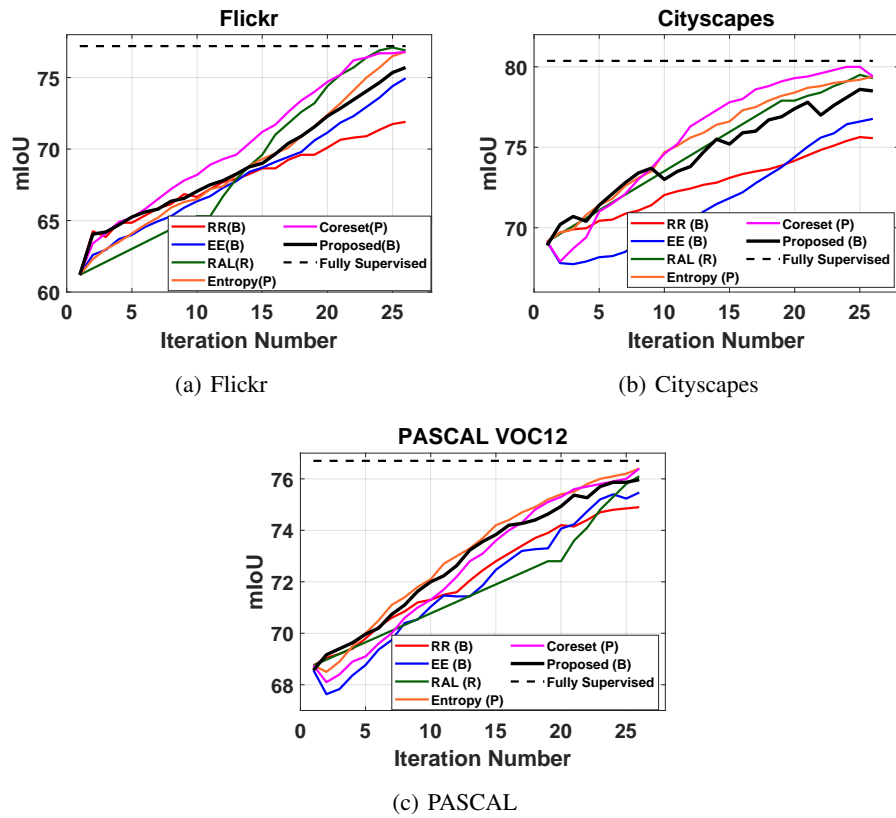 Flickr
mIoU
75
70
65
60
0 5 10 15 20 25
RR(B)
EE(B)
RAL(R)
Entropy(P)
Coreset(P)
Proposed(B)
Fully Supervised
Iteration Number
(a) Flickr
Cityscapes
mIoU
80
75
70
0 5 10 15 20 25
RR (B)
EE (B)
RAL (R)
Entropy (P)
Coreset (P)
Proposed (B)
Fully Supervised
Iteration Number
(b) Cityscapes
PASCAL VOC12
mIoU
76
74
72
70
68
0 5 10 15 20 25
RR (B)
EE (B)
RAL (R)
Entropy (P)
Coreset (P)
Proposed (B)
Fully Supervised
Iteration Number
(c) PASCAL